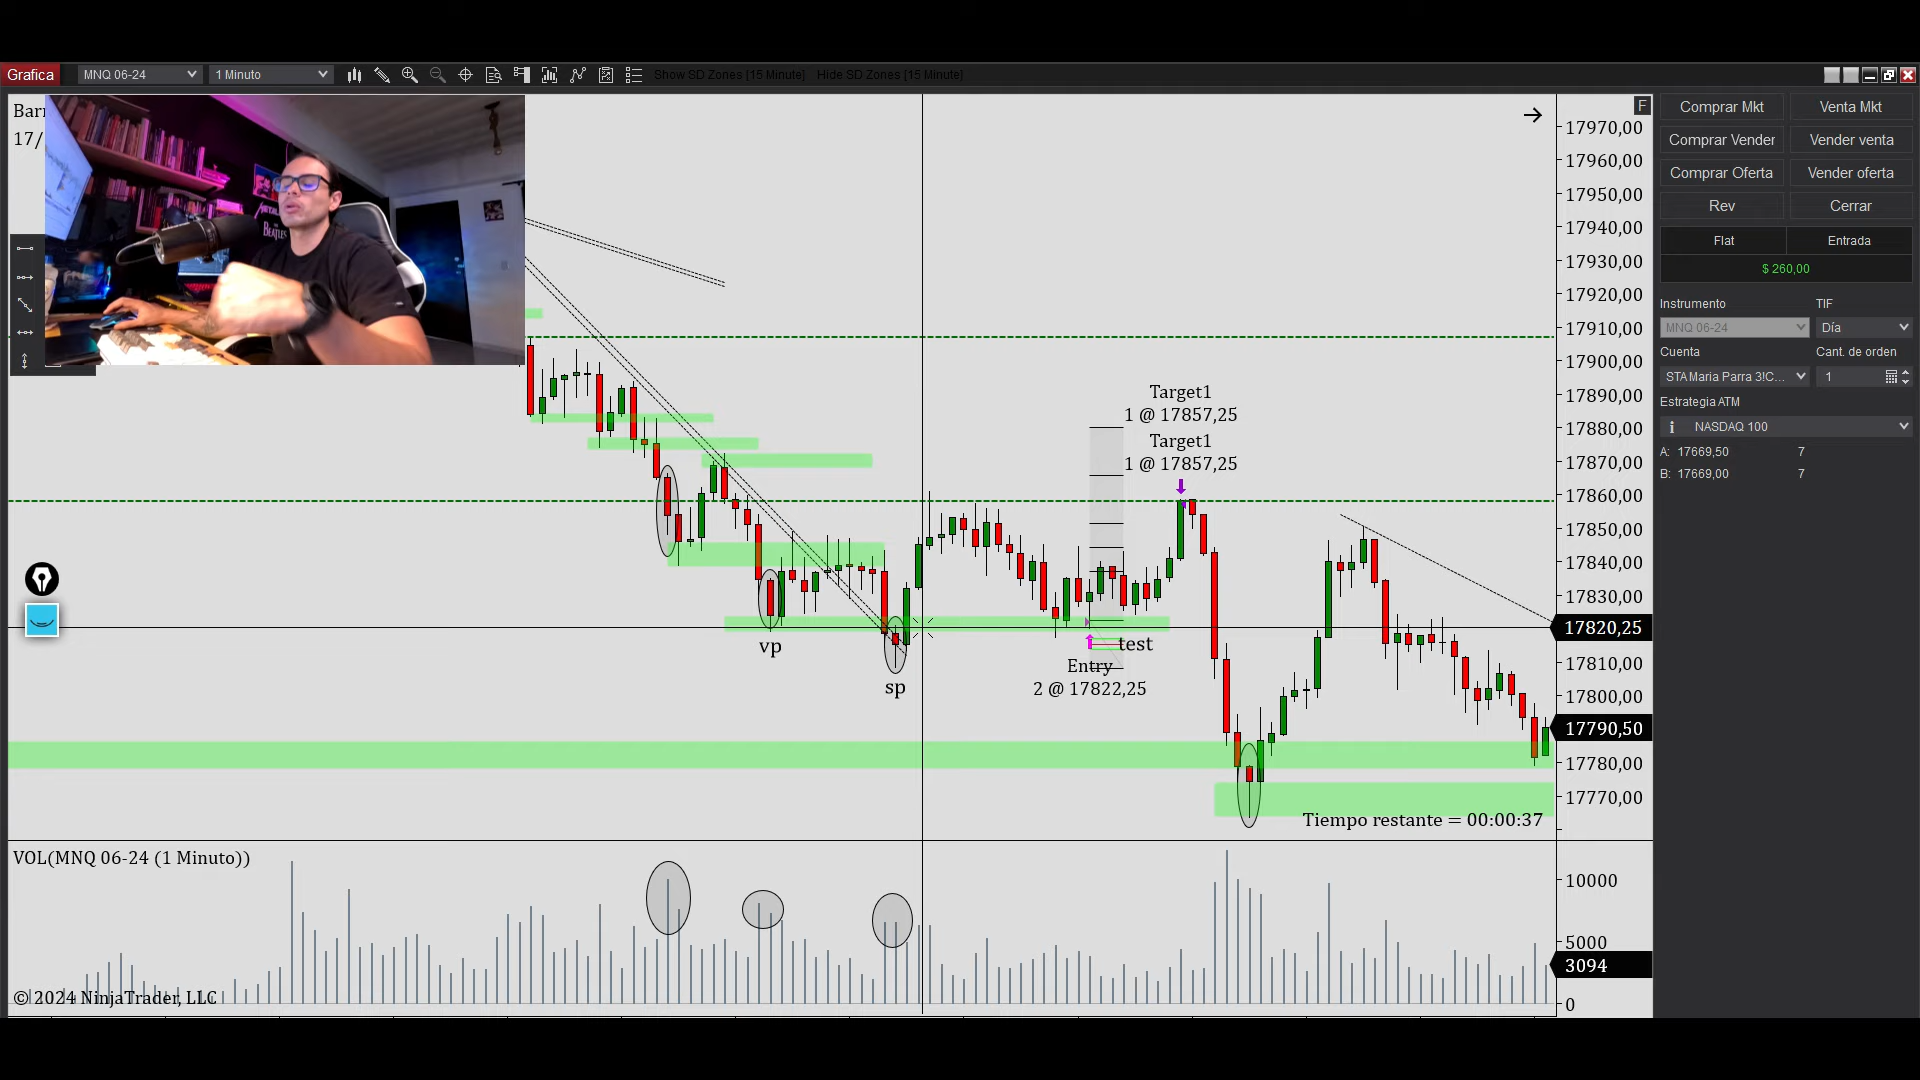 Grafica
MNQ 06-24
1 Minuto
Show SD Zones [15 Minute]
Hide SD Zones [15 Minute]
Barr
17/
BEATLES
F
Target1
1 @ 17857,25
Target1
1 @ 17857,25
vp
sp
test
Entry
2 @ 17822,25
Tiempo restante = 00:00:37
17970,00
17960,00
17950,00
17940,00
17930,00
17920,00
17910,00
17900,00
17890,00
17880,00
17870,00
17860,00
17850,00
17840,00
17830,00
17820,25
17810,00
17800,00
17790,50
17780,00
17770,00
VOL(MNQ 06-24 (1 Minuto))
10000
5000
3094
0
© 2024 NinjaTrader, LLC
Comprar Mkt
Venta Mkt
Comprar Vender
Vender venta
Comprar Oferta
Vender oferta
Rev
Cerrar
Flat
Entrada
$ 260,00
Instrumento
TIF
MNQ 06-24
Día
Cuenta
Cant. de orden
STAMaria Parra 3!C...
1
Estrategia ATM
NASDAQ 100
A: 17669,50 7
B: 17669,00 7